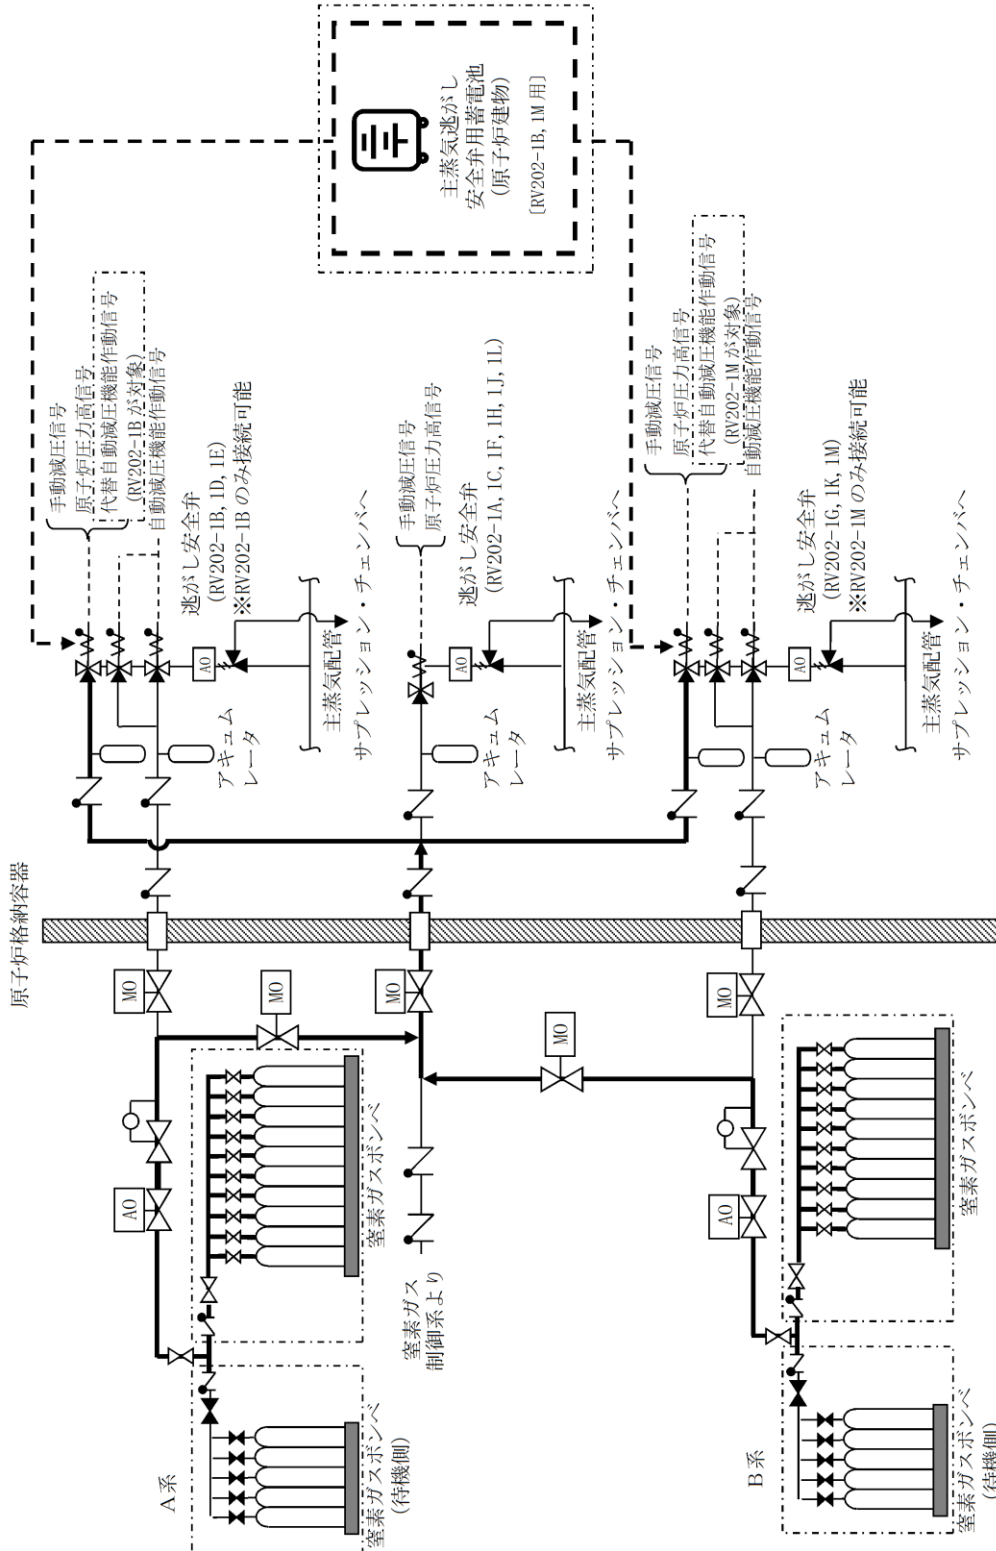 主蒸気逃がし
安全弁用蓄電池
(原子炉建物)
[RV202-1B, 1M 用]
手動減圧信号
原子炉圧力高信号
代替自動減圧機能作動信号
(RV202-1B が対象)
自動減圧機能作動信号
逃がし安全弁
(RV202-1B, 1D, 1E)
※RV202-1B のみ接続可能
AO
主蒸気配管
サプレッション・チェンバへ
アキュム
レータ
手動減圧信号
原子炉圧力高信号
逃がし安全弁
(RV202-1A, 1C, 1F, 1H, 1J, 1L)
AO
主蒸気配管
サプレッション・チェンバへ
アキュム
レータ
手動減圧信号
原子炉圧力高信号
代替自動減圧機能作動信号
(RV202-1M が対象)
自動減圧機能作動信号
逃がし安全弁
(RV202-1G, 1K, 1M)
※RV202-1M のみ接続可能
AO
主蒸気配管
サプレッション・チェンバへ
アキュム
レータ
原子炉格納容器
MO
MO
MO
MO
MO
AO
AO
窒素ガスボンベ
窒素ガス
制御系より
窒素ガスボンベ
A系
窒素ガスボンベ
(待機側)
B系
窒素ガスボンベ
(待機側)